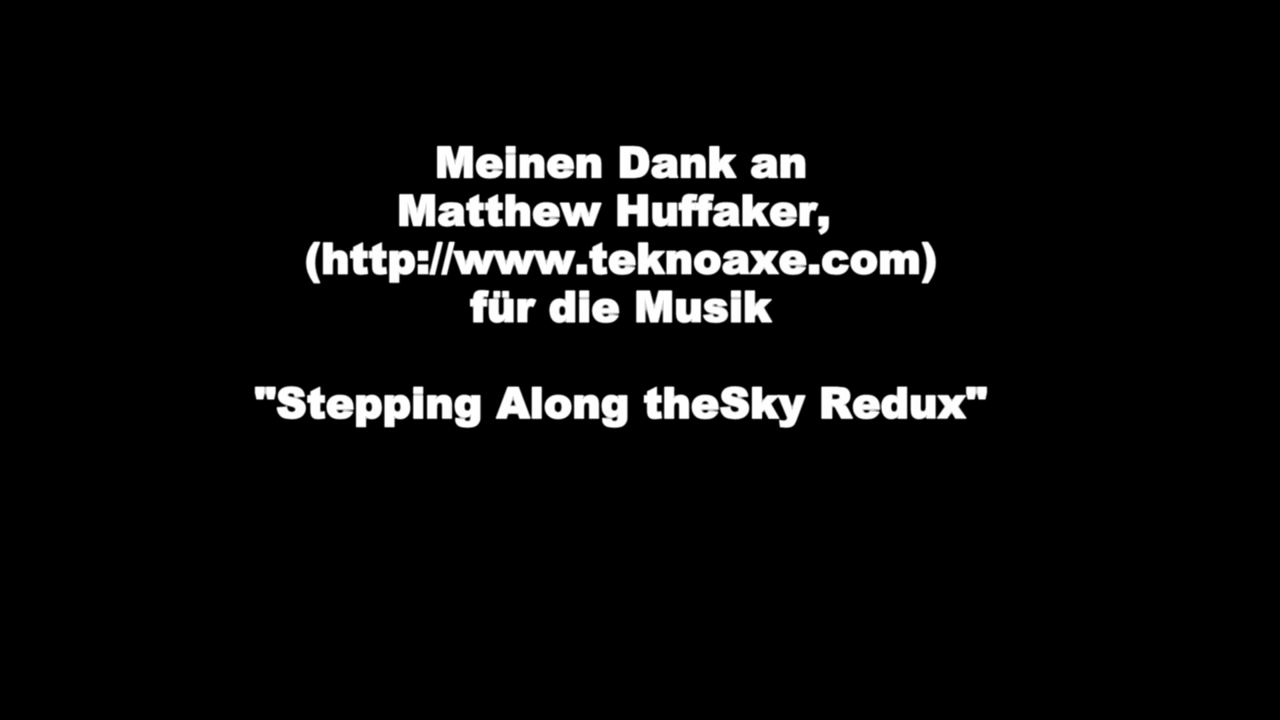 Meinen Dank an
Matthew Huffaker,
(http://www.teknoaxe.com)
für die Musik
"Stepping Along theSky Redux"